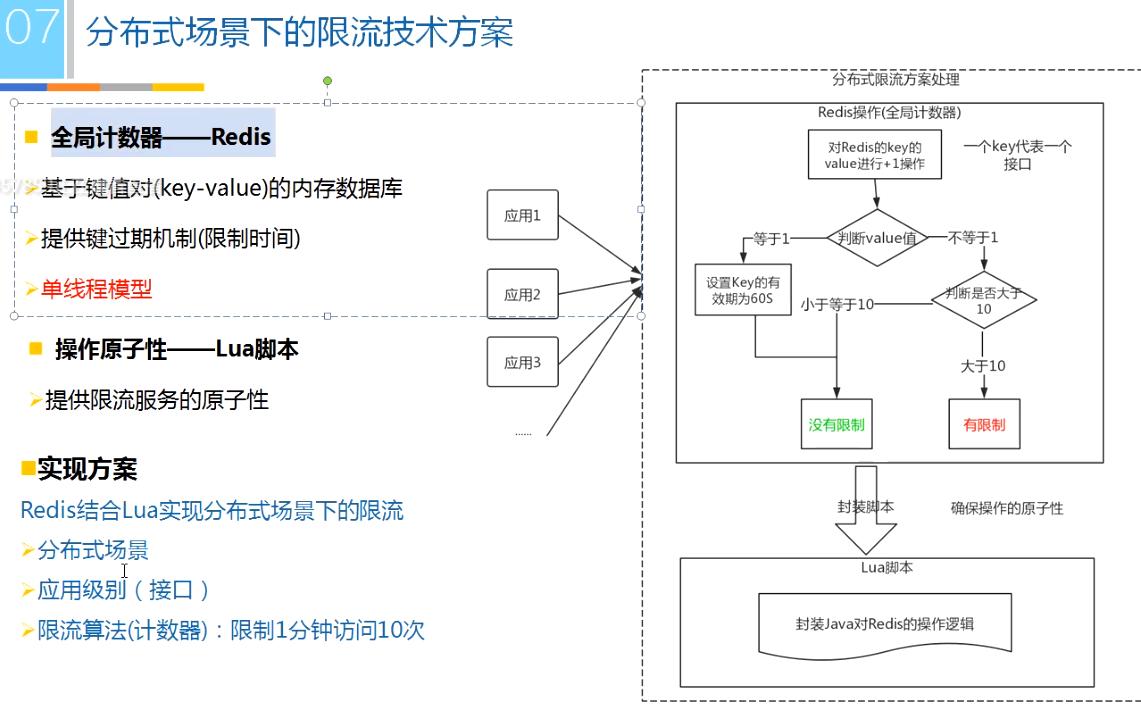 07
分布式场景下的限流技术方案
全局计数器——Redis
基于键值对(key-value)的内存数据库
提供键过期机制(限制时间)
单线程模型
操作原子性——Lua脚本
提供限流服务的原子性
实现方案
Redis结合Lua实现分布式场景下的限流
分布式场景
应用级别（接口）
限流算法(计数器)：限制1分钟访问10次
应用1
应用2
应用3
......
分布式限流方案处理
Redis操作(全局计数器)
对Redis的key的
value进行+1操作
一个key代表一个
接口
等于1
判断value值
不等于1
设置Key的有
效期为60S
小于等于10
判断是否大于
10
大于10
没有限制
有限制
封装脚本
确保操作的原子性
Lua脚本
封装Java对Redis的操作逻辑